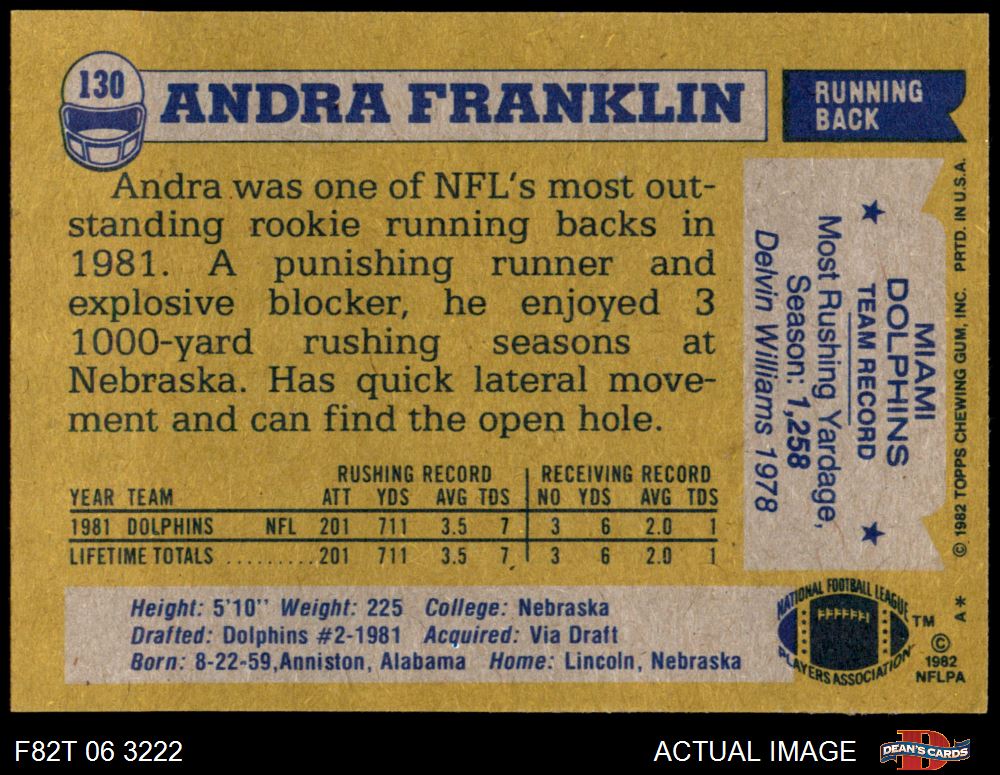 130
ANDRA FRANKLIN
RUNNING
BACK
Andra was one of NFL's most out-
standing rookie running backs in
1981. A punishing runner and
explosive blocker, he enjoyed 3
1000-yard rushing seasons at
Nebraska. Has quick lateral move-
ment and can find the open hole.
RUSHING RECORD RECEIVING RECORD
YEAR TEAM ATT YDS AVG TDS NO YDS AVG TDS
1981 DOLPHINS NFL 201 711 3.5 7 3 6 2.0 1
LIFETIME TOTALS ......... 201 711 3.5 7 3 6 2.0 1
Height: 5'10" Weight: 225 College: Nebraska
Drafted: Dolphins #2-1981 Acquired: Via Draft
Born: 8-22-59, Anniston, Alabama Home: Lincoln, Nebraska
MIAMI
DOLPHINS
TEAM RECORD
Most Rushing Yardage,
Season: 1,258
Delvin Williams 1978
© 1982 TOPPS CHEWING GUM, INC. PRTD. IN U.S.A.
A*
NATIONAL FOOTBALL LEAGUE
PLAYERS ASSOCIATION
TM
©
1982
NFLPA
F82T 06 3222
ACTUAL IMAGE
D
DEAN'S CARDS